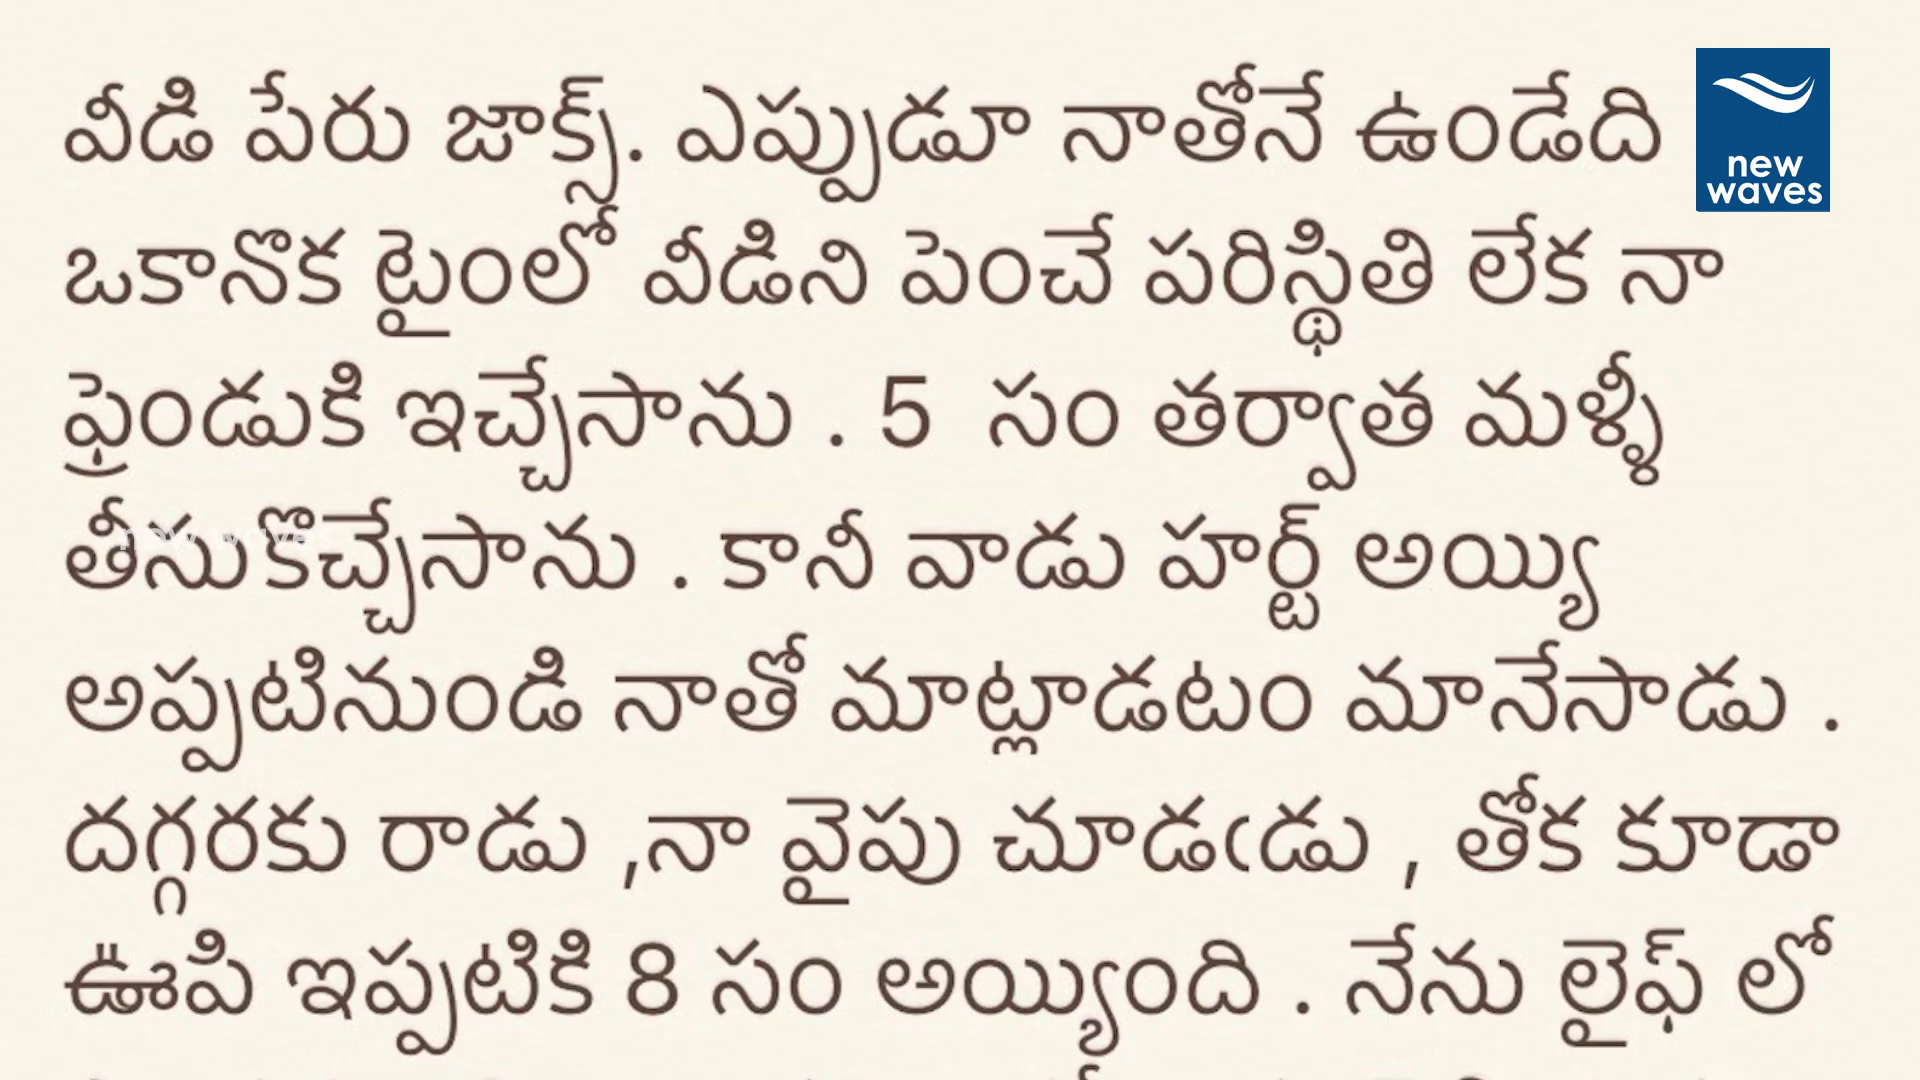 వీడి పేరు జాక్స్. ఎప్పుడూ నాతోనే ఉండేది
new
waves
ఒకానొక టైంలో వీడిని పెంచే పరిస్థితి లేక నా
ఫ్రెండుకి ఇచ్చేసాను . 5 సం తర్వాత మళ్ళీ
తీసుకొచ్చేసాను . కానీ వాడు హర్ట్ అయ్యి
అప్పటినుండి నాతో మాట్లాడటం మానేసాడు .
దగ్గరకు రాడు ,నా వైపు చూడఁడు , తోక కూడా
ఊపి ఇప్పటికి 8 సం అయ్యింది . నేను లైఫ్ లో